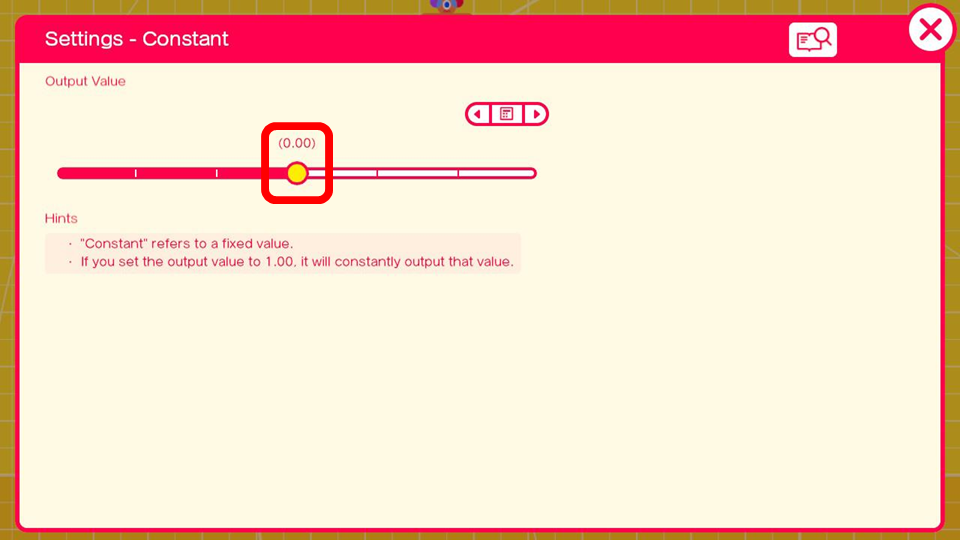 Settings - Constant
Output Value
(0.00)
Hints
· "Constant" refers to a fixed value.
· If you set the output value to 1.00, it will constantly output that value.